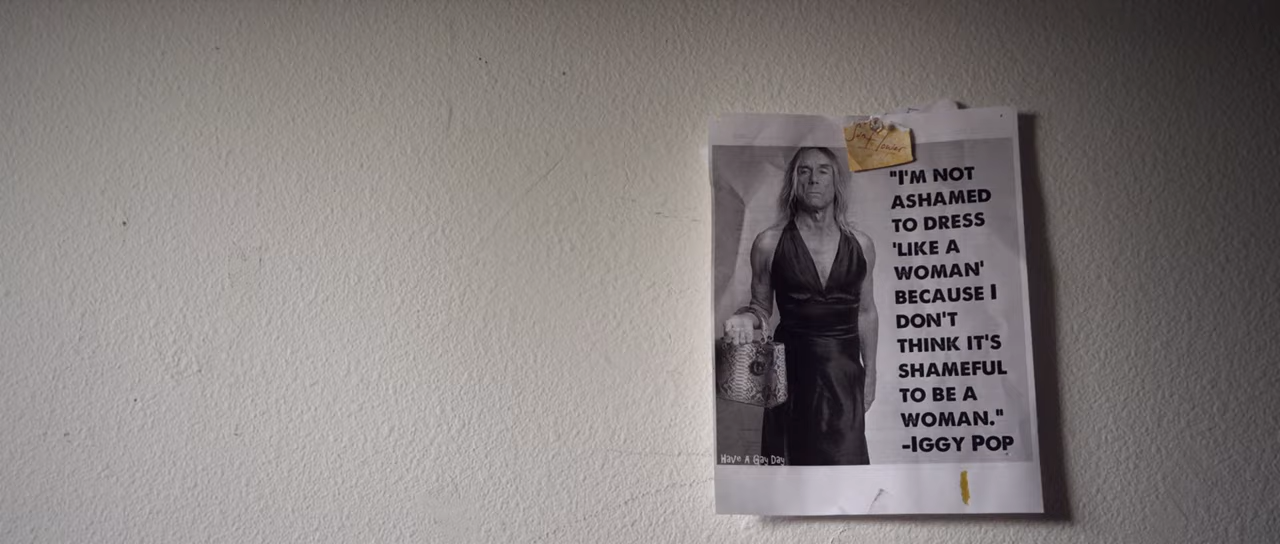 Sunflower
"I'M NOT
ASHAMED
TO DRESS
'LIKE A
WOMAN'
BECAUSE I
DON'T
THINK IT'S
SHAMEFUL
TO BE A
WOMAN."
-IGGY POP
Have A Gay Day